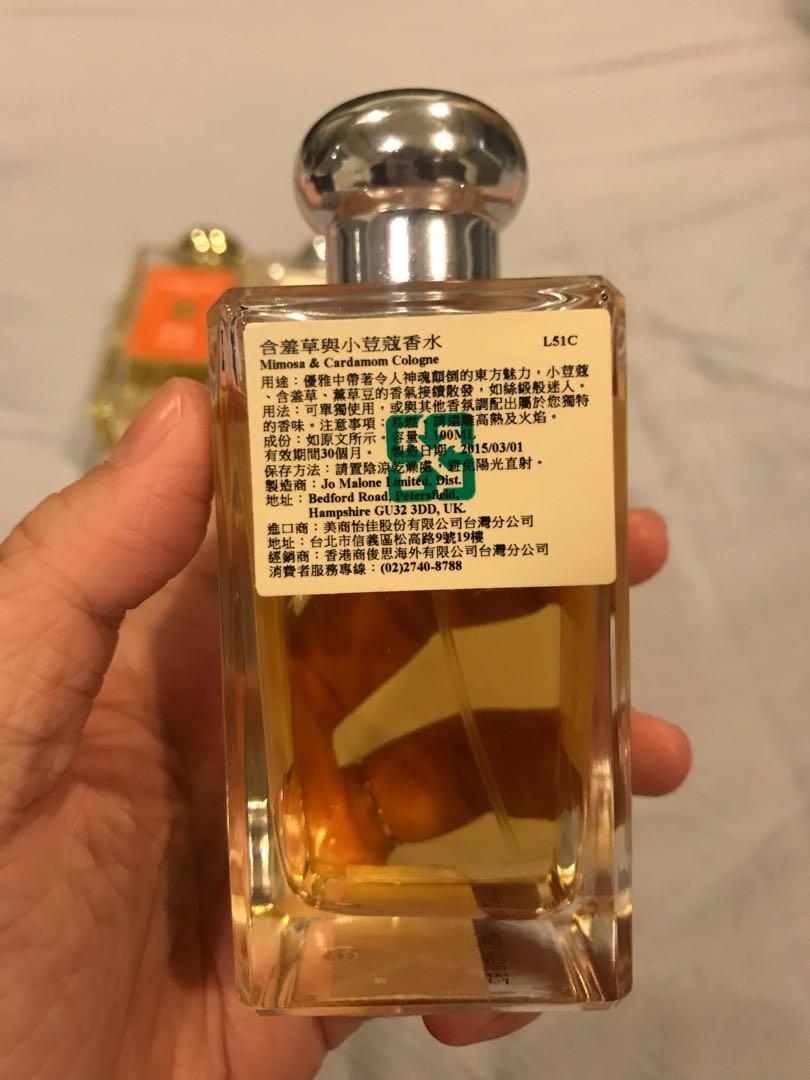 含羞草與小荳蔻香水 L51C
Mimosa & Cardamom Cologne
用途：優雅中帶著令人神魂顛倒的東方魅力，小荳蔻
、含羞草、薰草豆的香氣接續散發，如絲緞般迷人。
用法：可單獨使用，或與其他香氛調配出屬於您獨特
的香味。注意事項：易燃，請遠離高熱及火焰。
成份：如原文所示。容量：100ML
有效期間30個月。 製造日期：2015/03/01
保存方法：請置陰涼乾燥處，避免陽光直射。
製造商：Jo Malone Limited, Dist.
地址：Bedford Road, Petersfield,
Hampshire GU32 3DD, UK.
進口商：美商怡佳股份有限公司台灣分公司
地址：台北市信義區松高路9號19樓
經銷商：香港商俊思海外有限公司台灣分公司
消費者服務專線：(02)2740-8788